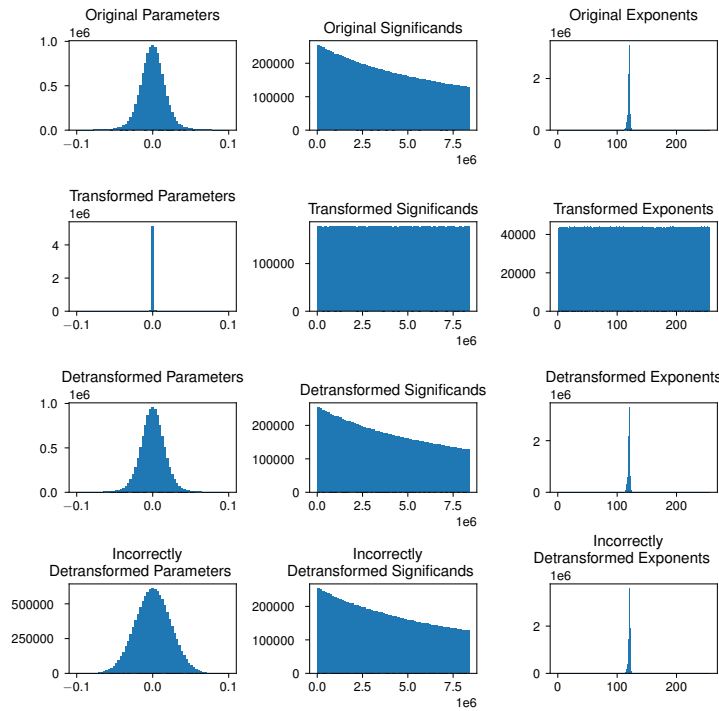 Original Parameters
1e6
1.0
0.5
0.0
−0.1 0.0 0.1
Original Significands
200000
100000
0
0.0 2.5 5.0 7.5
1e6
Original Exponents
1e6
2
0
0 100 200
Transformed Parameters
1e6
4
2
0
−0.1 0.0 0.1
Transformed Significands
100000
0
0.0 2.5 5.0 7.5
1e6
Transformed Exponents
40000
20000
0
0 100 200
Detransformed Parameters
1e6
1.0
0.5
0.0
−0.1 0.0 0.1
Detransformed Significands
200000
100000
0
0.0 2.5 5.0 7.5
1e6
Detransformed Exponents
1e6
2
0
0 100 200
Incorrectly
Detransformed Parameters
500000
250000
0
−0.1 0.0 0.1
Incorrectly
Detransformed Significands
200000
100000
0
0.0 2.5 5.0 7.5
1e6
Incorrectly
Detransformed Exponents
1e6
2
0
0 100 200